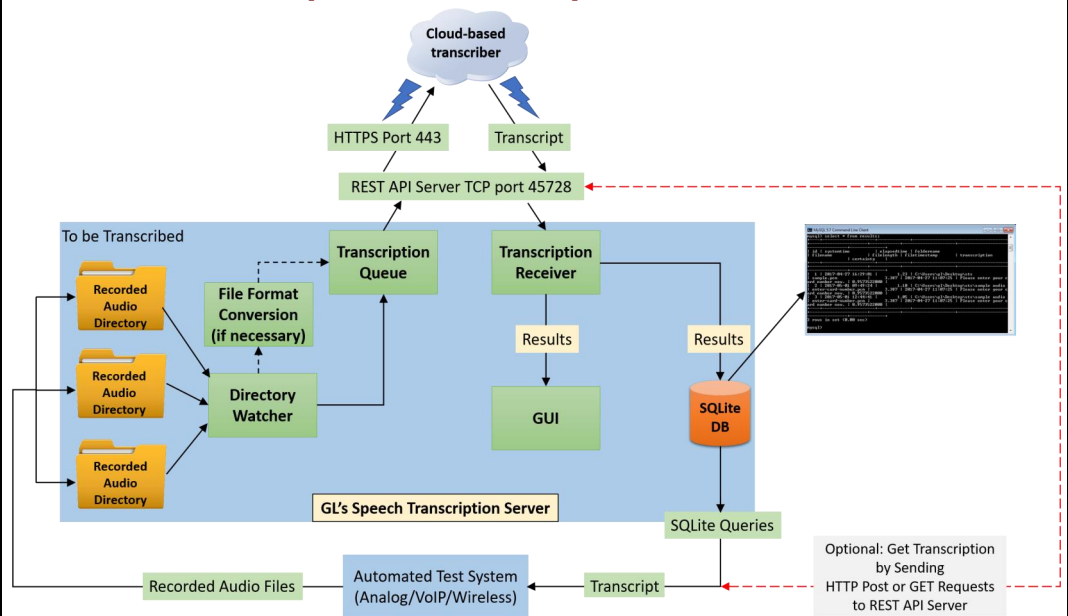 Cloud-based
transcriber
HTTPS Port 443
Transcript
REST API Server TCP port 45728
To be Transcribed
Recorded
Audio
Directory
Recorded
Audio
Directory
Recorded
Audio
Directory
File Format
Conversion
(if necessary)
Directory
Watcher
Transcription
Queue
Transcription
Receiver
Results
Results
GUI
SQLite
DB
GL's Speech Transcription Server
SQLite Queries
Recorded Audio Files
Automated Test System
(Analog/VoIP/Wireless)
Transcript
Optional: Get Transcription
by Sending
HTTP Post or GET Requests
to REST API Server